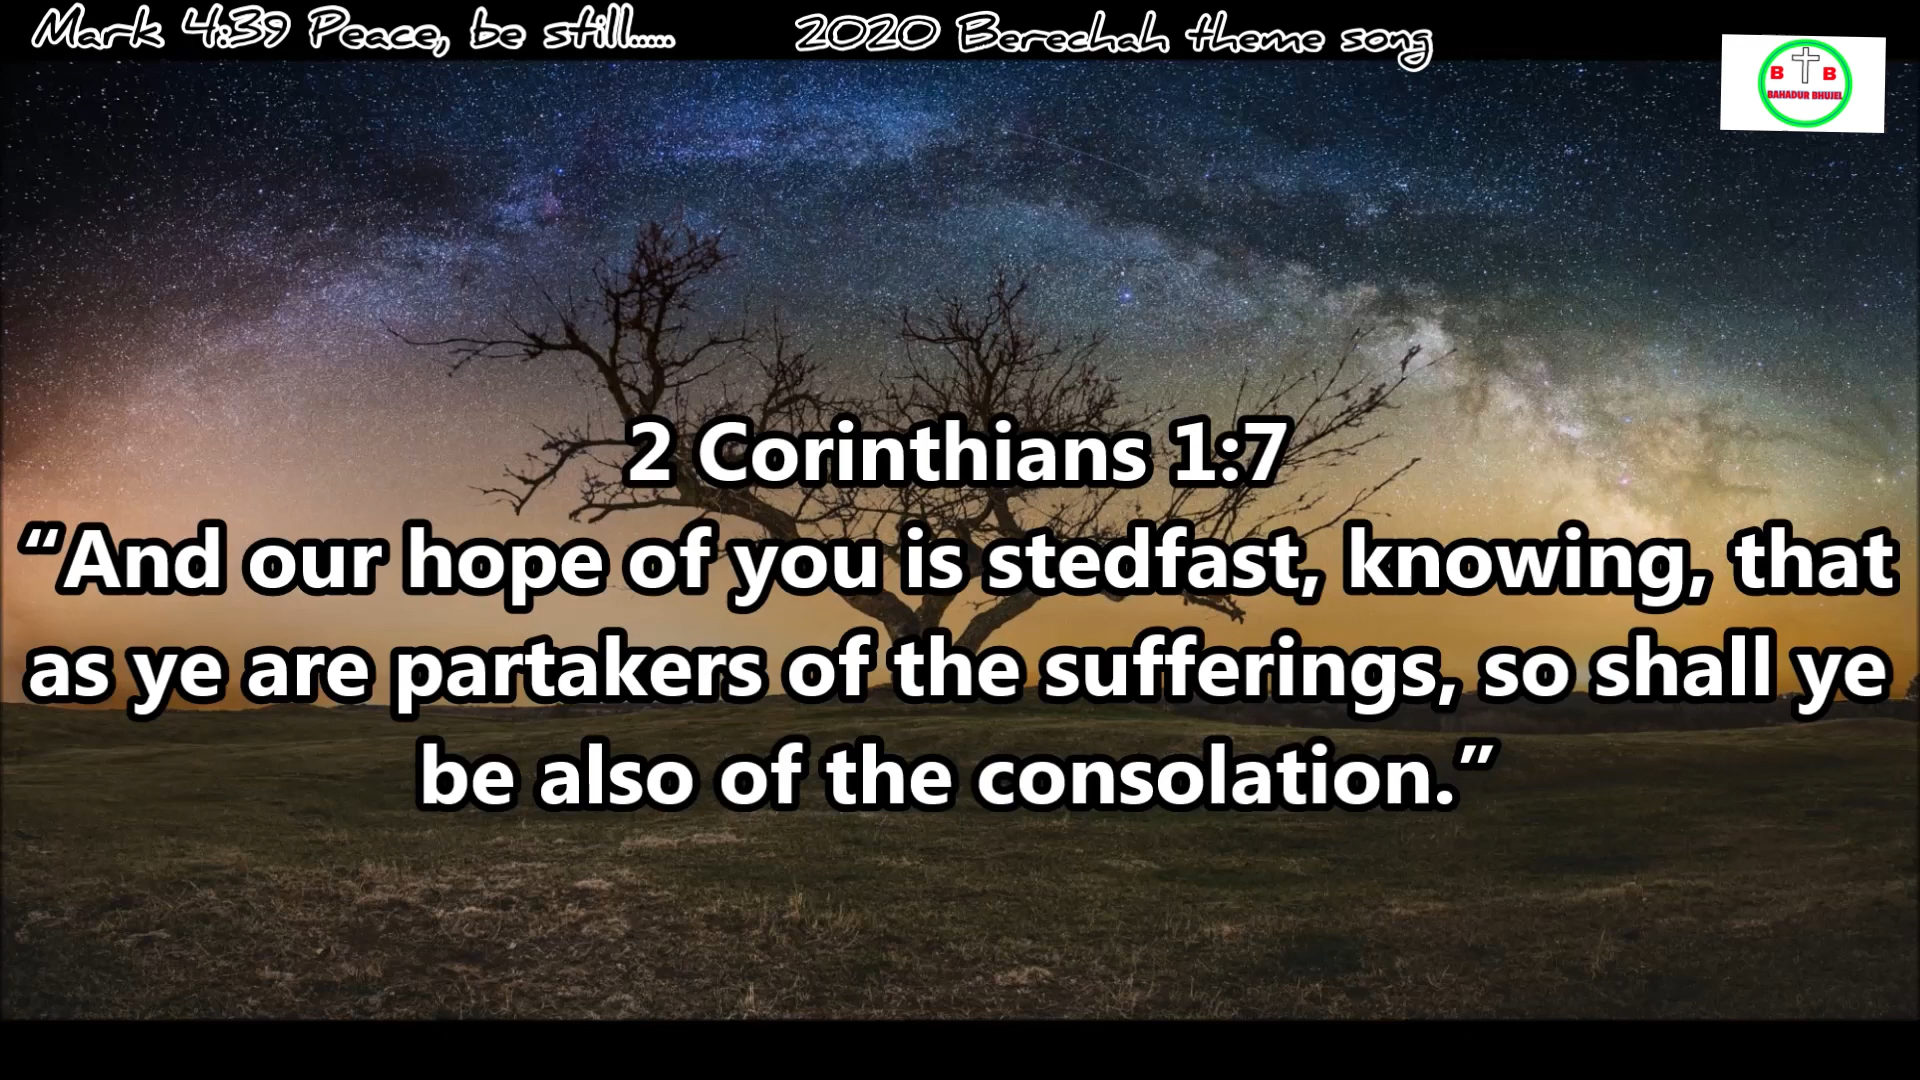 Mark 4:39 Peace, be still.....
2020 Berechah theme song
B B
BAHADUR BHUJEL
2 Corinthians 1:7
“And our hope of you is stedfast, knowing, that
as ye are partakers of the sufferings, so shall ye
be also of the consolation.”